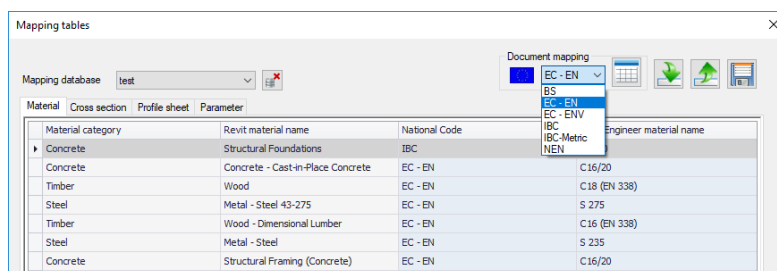 Mapping tables
Document mapping
Mapping database test EC - EN
BS
EC - EN
EC - ENV
IBC
IBC-Metric
NEN
Material Cross section Profile sheet Parameter
Material category Revit material name National Code Engineer material name
Concrete Structural Foundations IBC
Concrete Concrete - Cast-in-Place Concrete EC - EN C16/20
Timber Wood EC - EN C18 (EN 338)
Steel Metal - Steel 43-275 EC - EN S 275
Timber Wood - Dimensional Lumber EC - EN C16 (EN 338)
Steel Metal - Steel EC - EN S 235
Concrete Structural Framing (Concrete) EC - EN C16/20